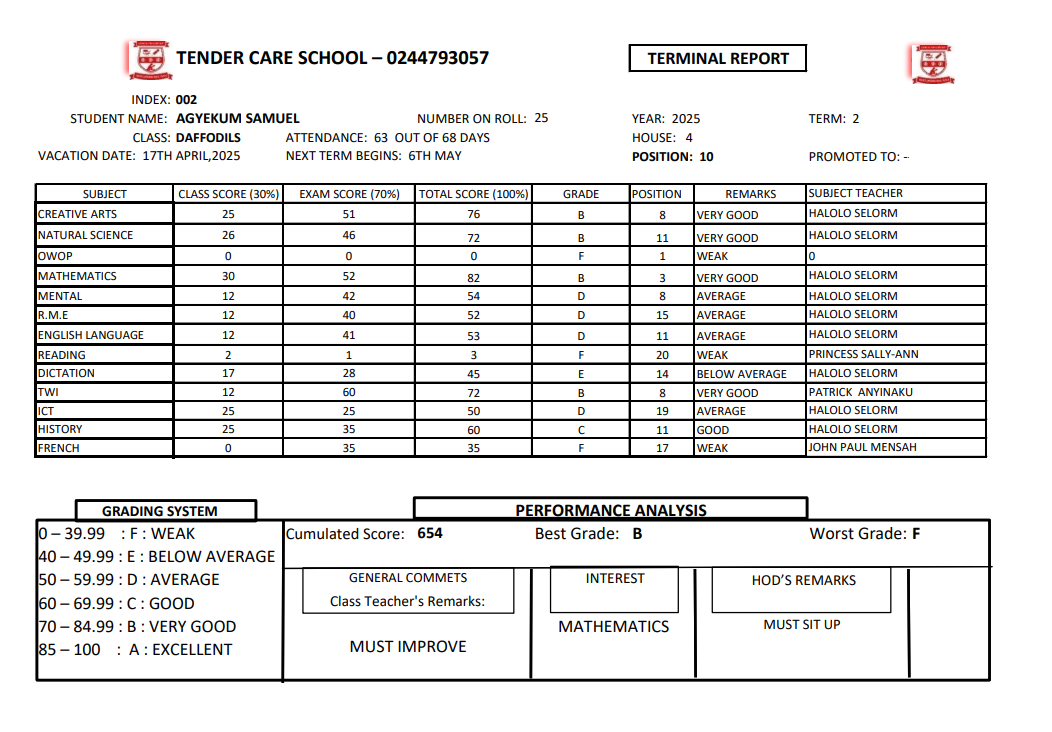 TENDER CARE SCHOOL – 0244793057
TERMINAL REPORT
INDEX: 002
STUDENT NAME: AGYEKUM SAMUEL NUMBER ON ROLL: 25 YEAR: 2025 TERM: 2
CLASS: DAFFODILS ATTENDANCE: 63 OUT OF 68 DAYS HOUSE: 4
VACATION DATE: 17TH APRIL,2025 NEXT TERM BEGINS: 6TH MAY POSITION: 10 PROMOTED TO: --
SUBJECT CLASS SCORE (30%) EXAM SCORE (70%) TOTAL SCORE (100%) GRADE POSITION REMARKS SUBJECT TEACHER
CREATIVE ARTS 25 51 76 B 8 VERY GOOD HALOLO SELORM
NATURAL SCIENCE 26 46 72 B 11 VERY GOOD HALOLO SELORM
OWOP 0 0 0 F 1 WEAK 0
MATHEMATICS 30 52 82 B 3 VERY GOOD HALOLO SELORM
MENTAL 12 42 54 D 8 AVERAGE HALOLO SELORM
R.M.E 12 40 52 D 15 AVERAGE HALOLO SELORM
ENGLISH LANGUAGE 12 41 53 D 11 AVERAGE HALOLO SELORM
READING 2 1 3 F 20 WEAK PRINCESS SALLY-ANN
DICTATION 17 28 45 E 14 BELOW AVERAGE HALOLO SELORM
TWI 12 60 72 B 8 VERY GOOD PATRICK ANYINAKU
ICT 25 25 50 D 19 AVERAGE HALOLO SELORM
HISTORY 25 35 60 C 11 GOOD HALOLO SELORM
FRENCH 0 35 35 F 17 WEAK JOHN PAUL MENSAH
GRADING SYSTEM
0 – 39.99 : F : WEAK
40 – 49.99 : E : BELOW AVERAGE
50 – 59.99 : D : AVERAGE
60 – 69.99 : C : GOOD
70 – 84.99 : B : VERY GOOD
85 – 100 : A : EXCELLENT
PERFORMANCE ANALYSIS
Cumulated Score: 654 Best Grade: B Worst Grade: F
GENERAL COMMETS
Class Teacher's Remarks:
MUST IMPROVE
INTEREST
MATHEMATICS
HOD'S REMARKS
MUST SIT UP